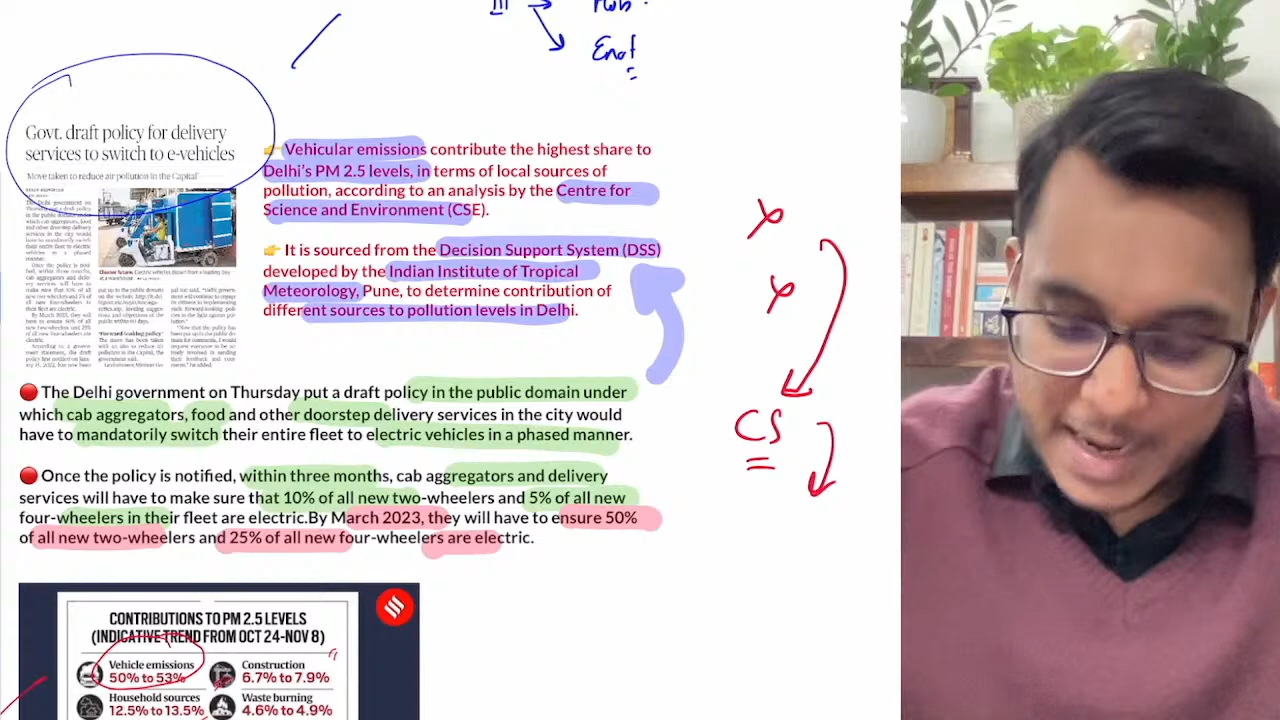 III →
Enof
Govt. draft policy for delivery
services to switch to e-vehicles
Move taken to reduce air pollution in the Capital
👉 Vehicular emissions contribute the highest share to
Delhi's PM 2.5 levels, in terms of local sources of
pollution, according to an analysis by the Centre for
Science and Environment (CSE).
👉 It is sourced from the Decision Support System (DSS)
developed by the Indian Institute of Tropical
Meteorology, Pune, to determine contribution of
different sources to pollution levels in Delhi.
🔴 The Delhi government on Thursday put a draft policy in the public domain under
which cab aggregators, food and other doorstep delivery services in the city would
have to mandatorily switch their entire fleet to electric vehicles in a phased manner.
🔴 Once the policy is notified, within three months, cab aggregators and delivery
services will have to make sure that 10% of all new two-wheelers and 5% of all new
four-wheelers in their fleet are electric.By March 2023, they will have to ensure 50%
of all new two-wheelers and 25% of all new four-wheelers are electric.
CS
CONTRIBUTIONS TO PM 2.5 LEVELS
(INDICATIVE TREND FROM OCT 24-NOV 8)
Vehicle emissions
50% to 53%
Construction
6.7% to 7.9%
Household sources
12.5% to 13.5%
Waste burning
4.6% to 4.9%